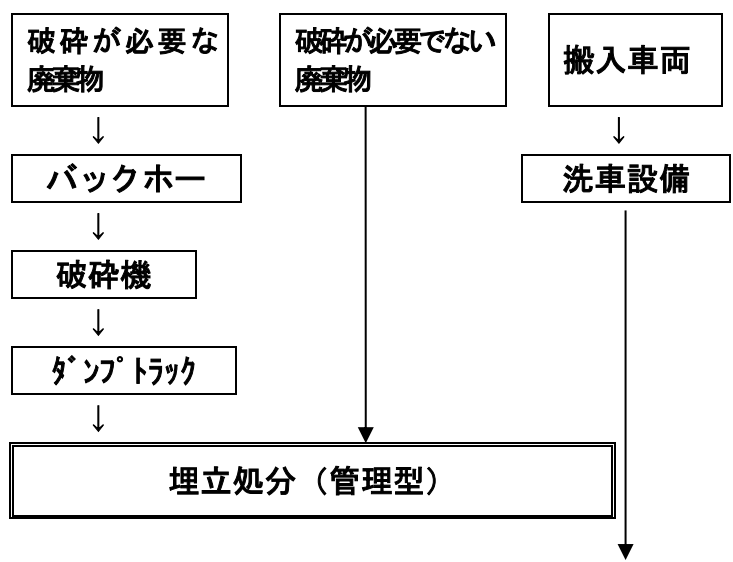 破砕が必要な
廃棄物
破砕が必要でない
廃棄物
搬入車両
↓
↓
バックホー
洗車設備
↓
破砕機
↓
ﾀﾞﾝﾌﾟﾄﾗｯｸ
↓
埋立処分（管理型）